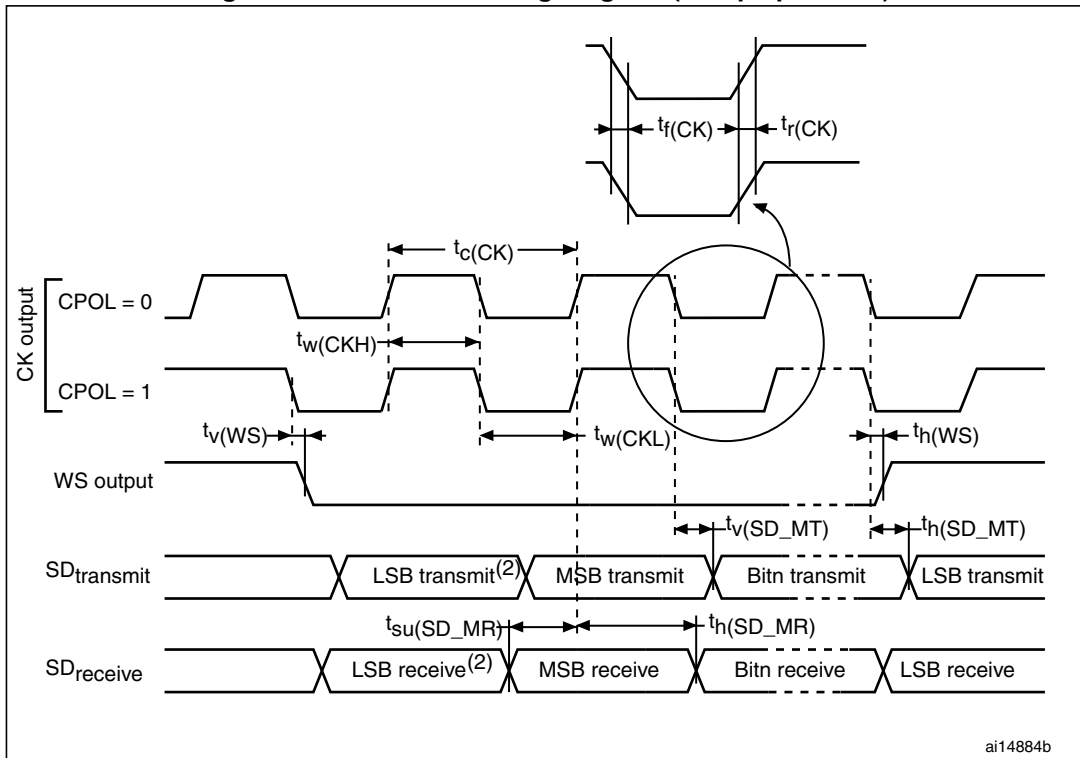 tf(CK)
tr(CK)
tc(CK)
CK output
CPOL = 0
tw(CKH)
CPOL = 1
tv(WS)
tw(CKL)
th(WS)
WS output
tv(SD_MT)
th(SD_MT)
SDtransmit
LSB transmit(2)
MSB transmit
Bitn transmit
LSB transmit
tsu(SD_MR)
th(SD_MR)
SDreceive
LSB receive(2)
MSB receive
Bitn receive
LSB receive
ai14884b